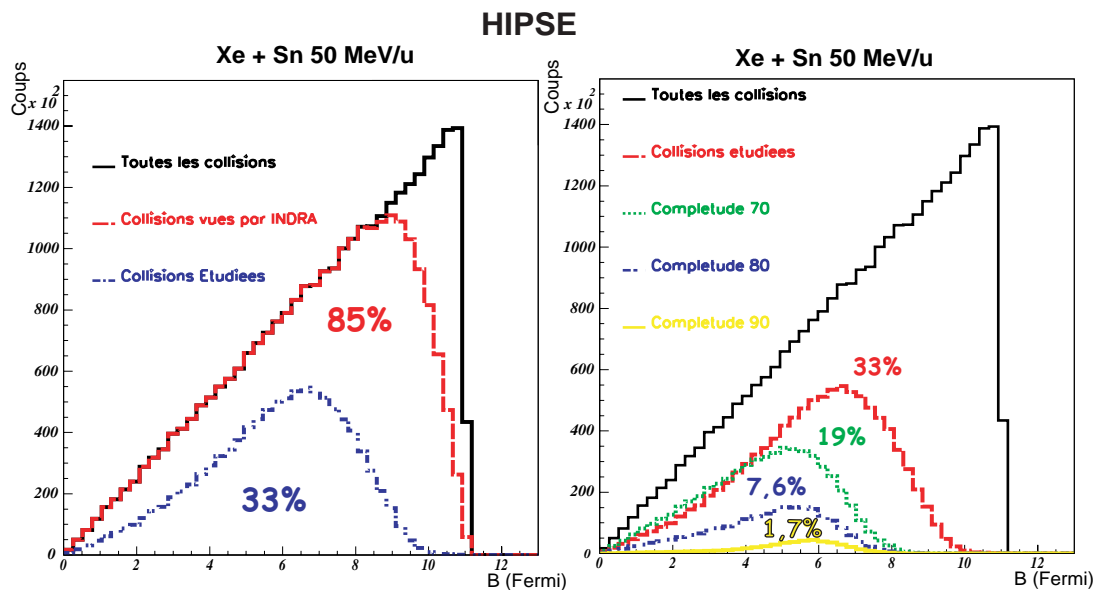 HIPSE
Xe + Sn 50 MeV/u
Coups
x 10 2
1400
1200
1000
800
600
400
200
0
Toutes les collisions
Collisions vues par INDRA
Collisions Etudiees
85%
33%
0 2 4 6 8 10 12
B (Fermi)
Xe + Sn 50 MeV/u
Coups
x 10 2
1400
1200
1000
800
600
400
200
0
Toutes les collisions
Collisions etudiees
Completude 70
Completude 80
Completude 90
33%
19%
7,6%
1,7%
0 2 4 6 8 10 12
B (Fermi)